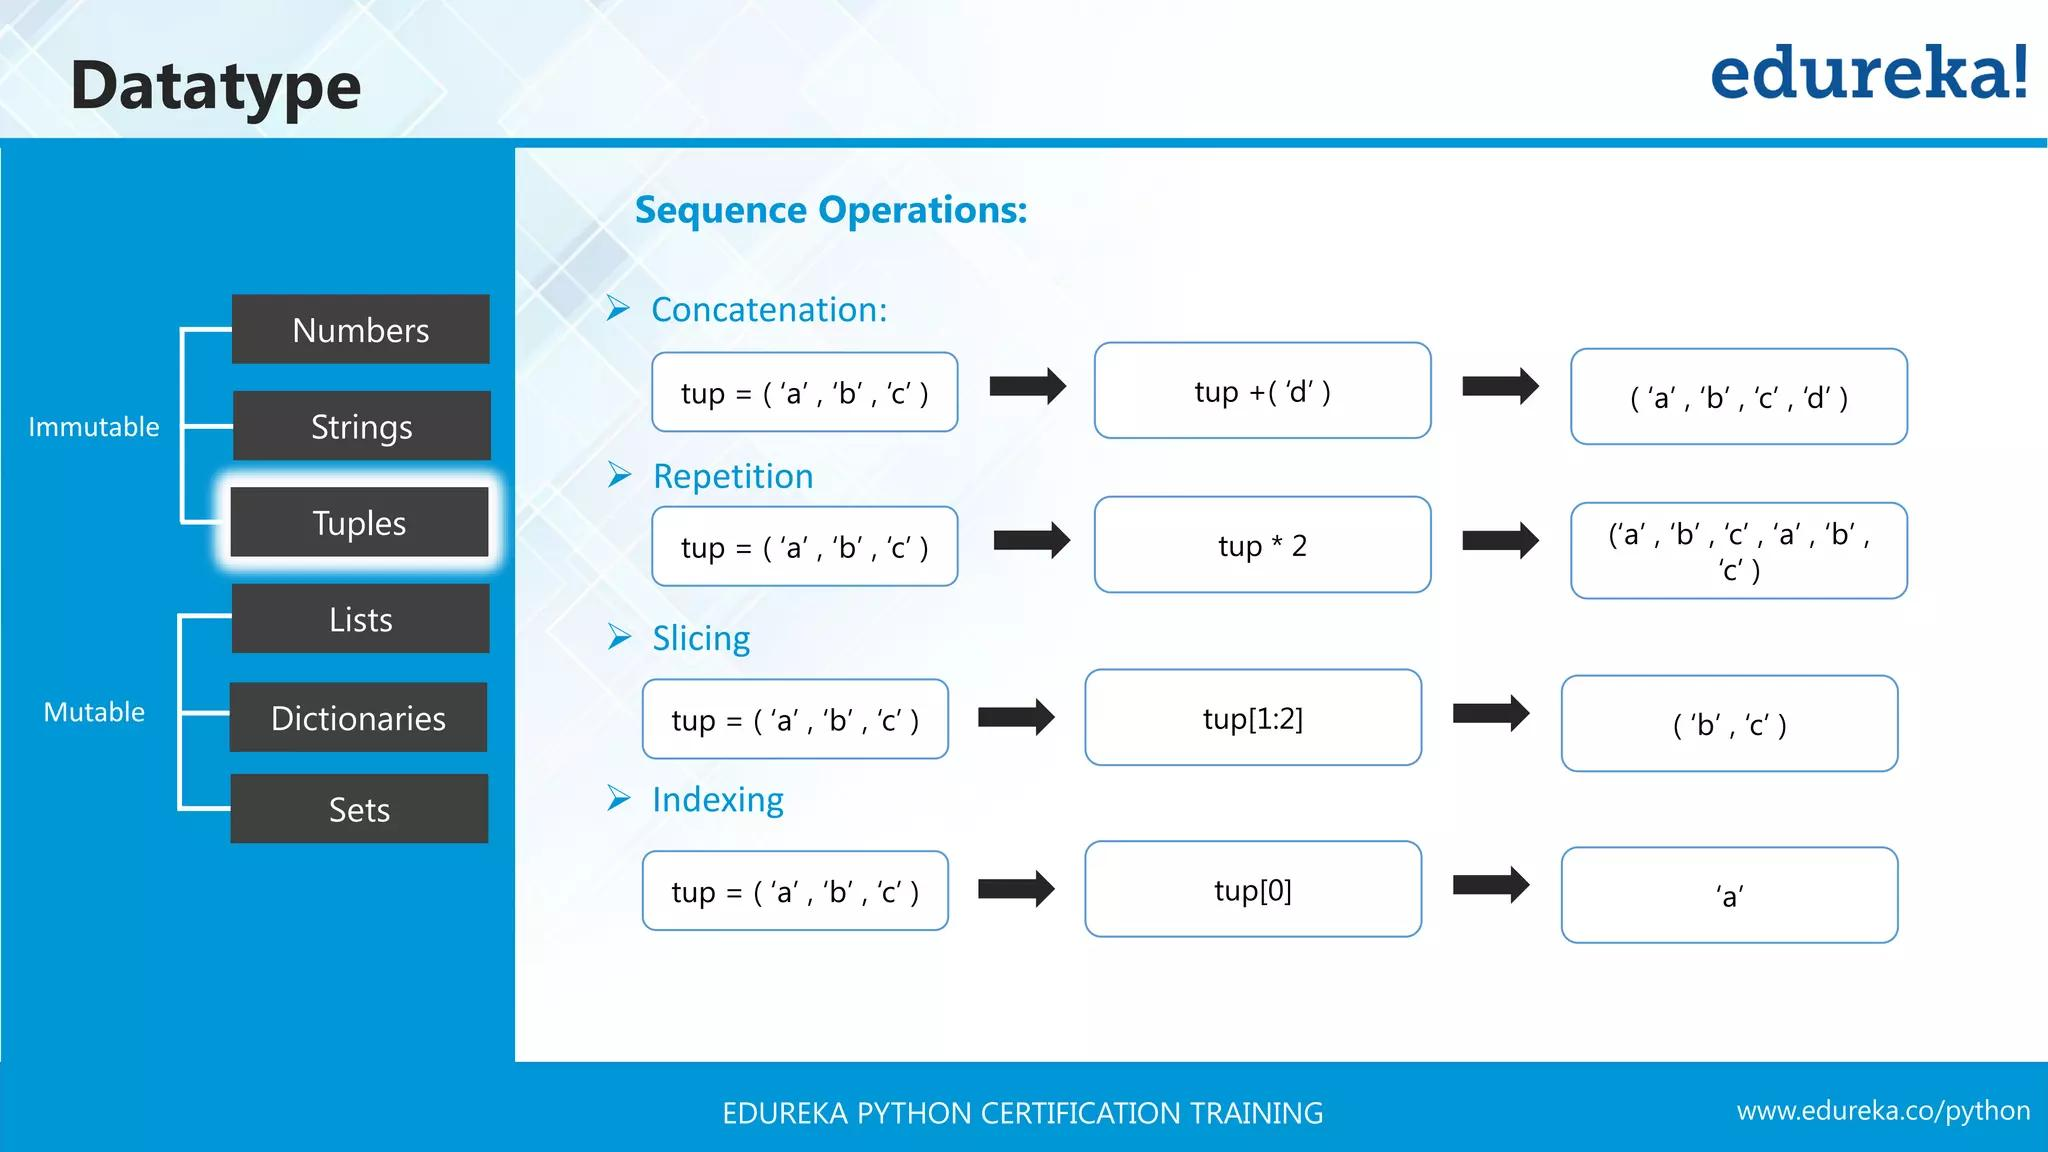 Datatype
edureka!
Immutable
Numbers
Strings
Tuples
Mutable
Lists
Dictionaries
Sets
Sequence Operations:
Concatenation:
tup = ( ‘a’ , ‘b’ , ‘c’ )
tup +( ‘d’ )
( ‘a’ , ‘b’ , ‘c’ , ‘d’ )
Repetition
tup = ( ‘a’ , ‘b’ , ‘c’ )
tup * 2
(‘a’ , ‘b’ , ‘c’ , ‘a’ , ‘b’ ,
‘c’ )
Slicing
tup = ( ‘a’ , ‘b’ , ‘c’ )
tup[1:2]
( ‘b’ , ‘c’ )
Indexing
tup = ( ‘a’ , ‘b’ , ‘c’ )
tup[0]
‘a’
EDUREKA PYTHON CERTIFICATION TRAINING
www.edureka.co/python